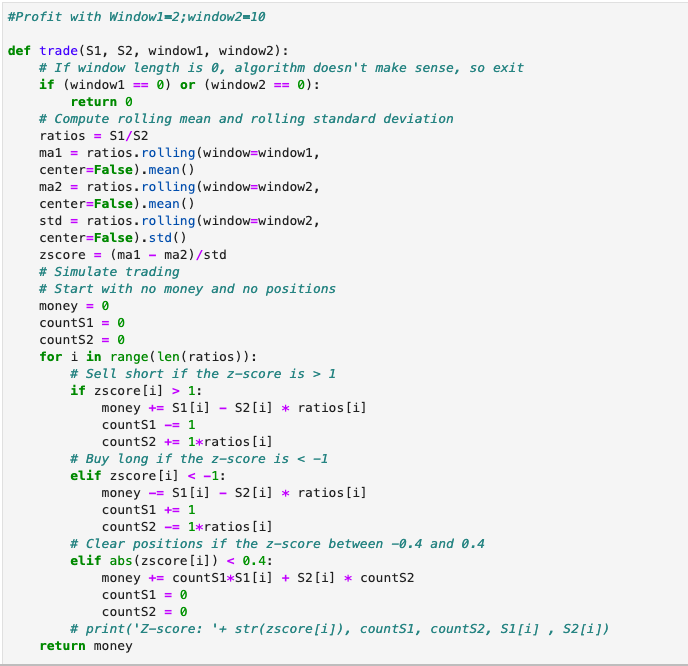 #Profit with Window1=2;window2=10

def trade(S1, S2, window1, window2):
    # If window length is 0, algorithm doesn't make sense, so exit
    if (window1 == 0) or (window2 == 0):
        return 0
    # Compute rolling mean and rolling standard deviation
    ratios = S1/S2
    ma1 = ratios.rolling(window=window1,
    center=False).mean()
    ma2 = ratios.rolling(window=window2,
    center=False).mean()
    std = ratios.rolling(window=window2,
    center=False).std()
    zscore = (ma1 - ma2)/std
    # Simulate trading
    # Start with no money and no positions
    money = 0
    countS1 = 0
    countS2 = 0
    for i in range(len(ratios)):
        # Sell short if the z-score is > 1
        if zscore[i] > 1:
            money += S1[i] - S2[i] * ratios[i]
            countS1 -= 1
            countS2 += 1*ratios[i]
        # Buy long if the z-score is < -1
        elif zscore[i] < -1:
            money -= S1[i] - S2[i] * ratios[i]
            countS1 += 1
            countS2 -= 1*ratios[i]
        # Clear positions if the z-score between -0.4 and 0.4
        elif abs(zscore[i]) < 0.4:
            money += countS1*S1[i] + S2[i] * countS2
            countS1 = 0
            countS2 = 0
        # print('Z-score: '+ str(zscore[i]), countS1, countS2, S1[i] , S2[i])
    return money